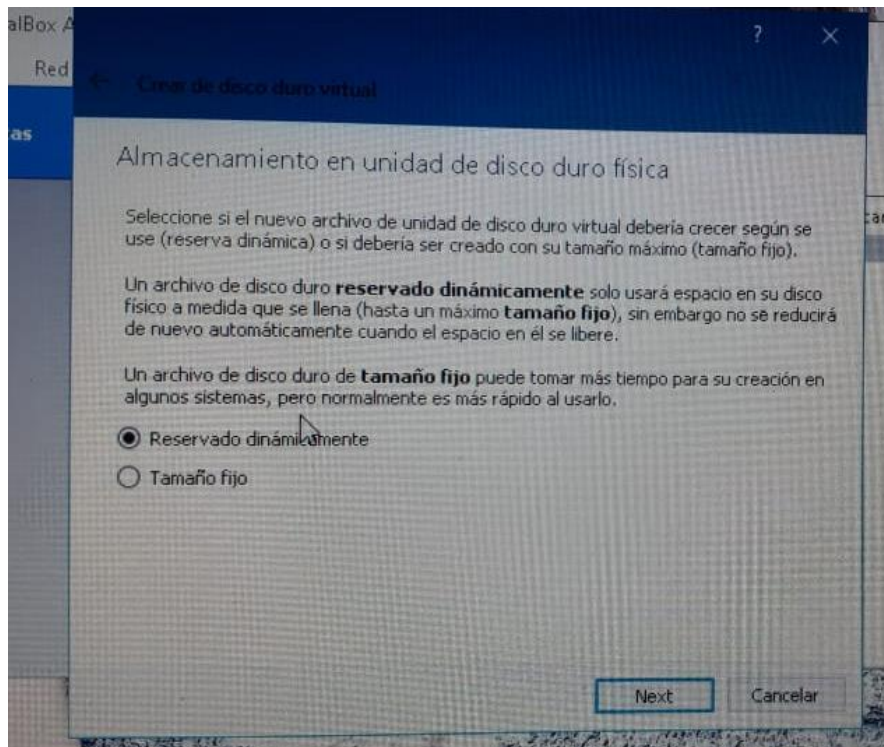 alBox A
?
Red
Crear de disco duro virtual
as
Almacenamiento en unidad de disco duro física
Seleccione si el nuevo archivo de unidad de disco duro virtual debería crecer según se
use (reserva dinámica) o si debería ser creado con su tamaño máximo (tamaño fijo).
Un archivo de disco duro reservado dinámicamente solo usará espacio en su disco
físico a medida que se llena (hasta un máximo tamaño fijo), sin embargo no se reducirá
de nuevo automáticamente cuando el espacio en él se libere.
Un archivo de disco duro de tamaño fijo puede tomar más tiempo para su creación en
algunos sistemas, pero normalmente es más rápido al usarlo.
Reservado dinámicamente
Tamaño fijo
Next
Cancelar